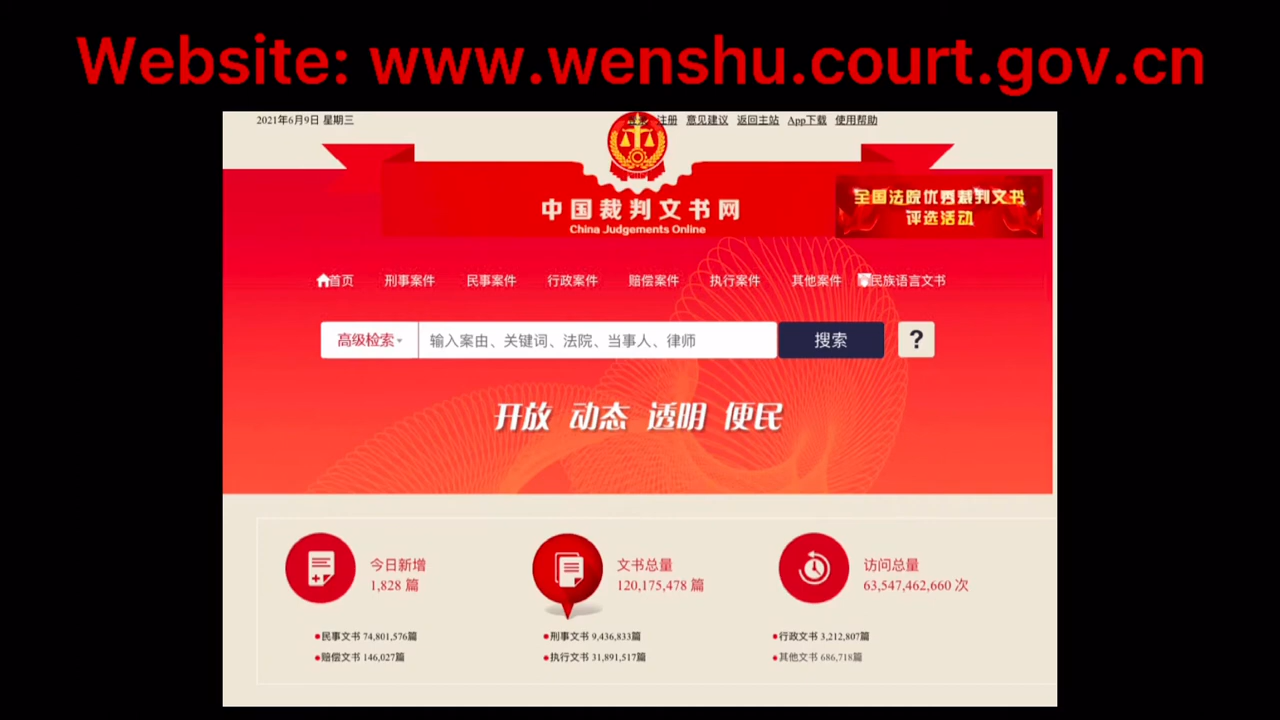 Website: www.wenshu.court.gov.cn
2021年6月9日 星期三
注册 意见建议 返回主站 App下载 使用帮助
中国裁判文书网
China Judgements Online
全国法院优秀裁判文书
评选活动
首页 刑事案件 民事案件 行政案件 赔偿案件 执行案件 其他案件 民族语言文书
高级检索 输入案由、关键词、法院、当事人、律师 搜索 ?
开放 动态 透明 便民
今日新增 文书总量 访问总量
1,828 篇 120,175,478 篇 63,547,462,660 次
民事文书 74,801,576篇 刑事文书 9,436,833篇 行政文书 3,212,807篇
赔偿文书 146,027篇 执行文书 31,891,517篇 其他文书 686,718篇